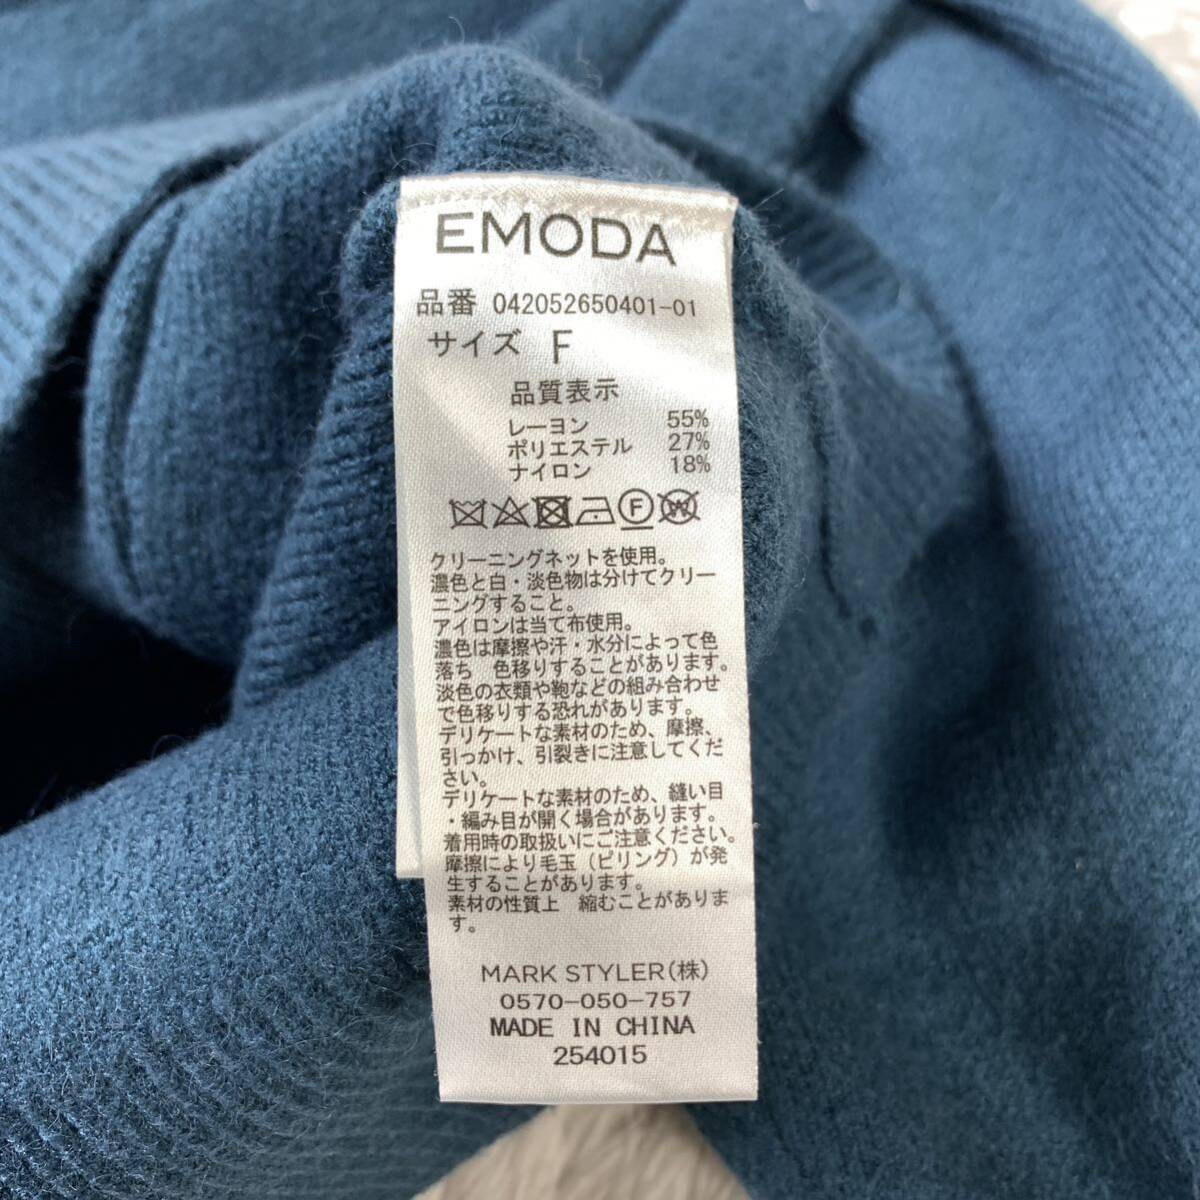 EMODA
品番 042052650401-01
サイズ F
品質表示
レーヨン 55%
ポリエステル 27%
ナイロン 18%
F W
クリーニングネットを使用。
濃色と白・淡色物は分けてクリー
ニングすること。
アイロンは当て布使用。
濃色は摩擦や汗・水分によって色
落ち 色移りすることがあります。
淡色の衣類や鞄などの組み合わせ
で色移りする恐れがあります。
デリケートな素材のため、摩擦、
引っかけ、引裂きに注意してくだ
さい。
デリケートな素材のため、縫い目
・編み目が開く場合があります。
着用時の取扱いにご注意ください。
摩擦により毛玉(ピリング)が発
生することがあります。
素材の性質上 縮むことがありま
す。
MARK STYLER(株)
0570-050-757
MADE IN CHINA
254015